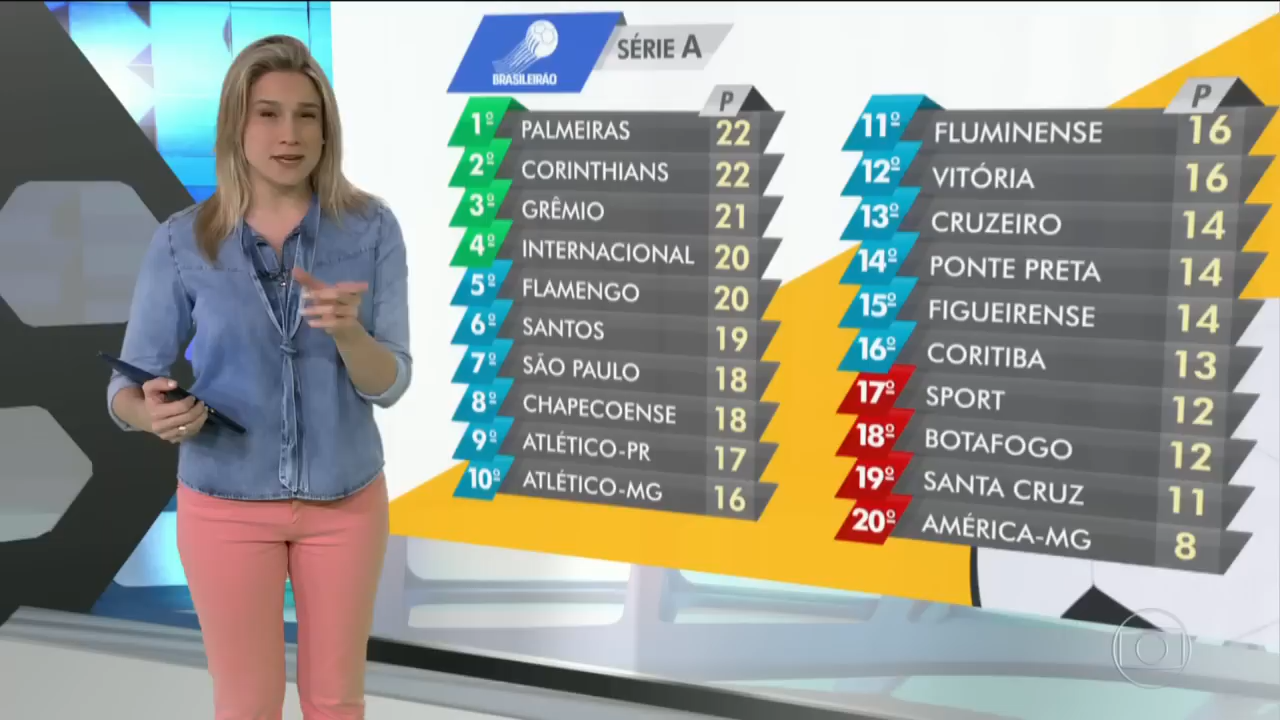 BRASILEIRÃO
SÉRIE A
P
1º PALMEIRAS 22
2º CORINTHIANS 22
3º GRÊMIO 21
4º INTERNACIONAL 20
5º FLAMENGO 20
6º SANTOS 19
7º SÃO PAULO 18
8º CHAPECOENSE 18
9º ATLÉTICO-PR 17
10º ATLÉTICO-MG 16
P
11º FLUMINENSE 16
12º VITÓRIA 16
13º CRUZEIRO 14
14º PONTE PRETA 14
15º FIGUEIRENSE 14
16º CORITIBA 13
17º SPORT 12
18º BOTAFOGO 12
19º SANTA CRUZ 11
20º AMÉRICA-MG 8